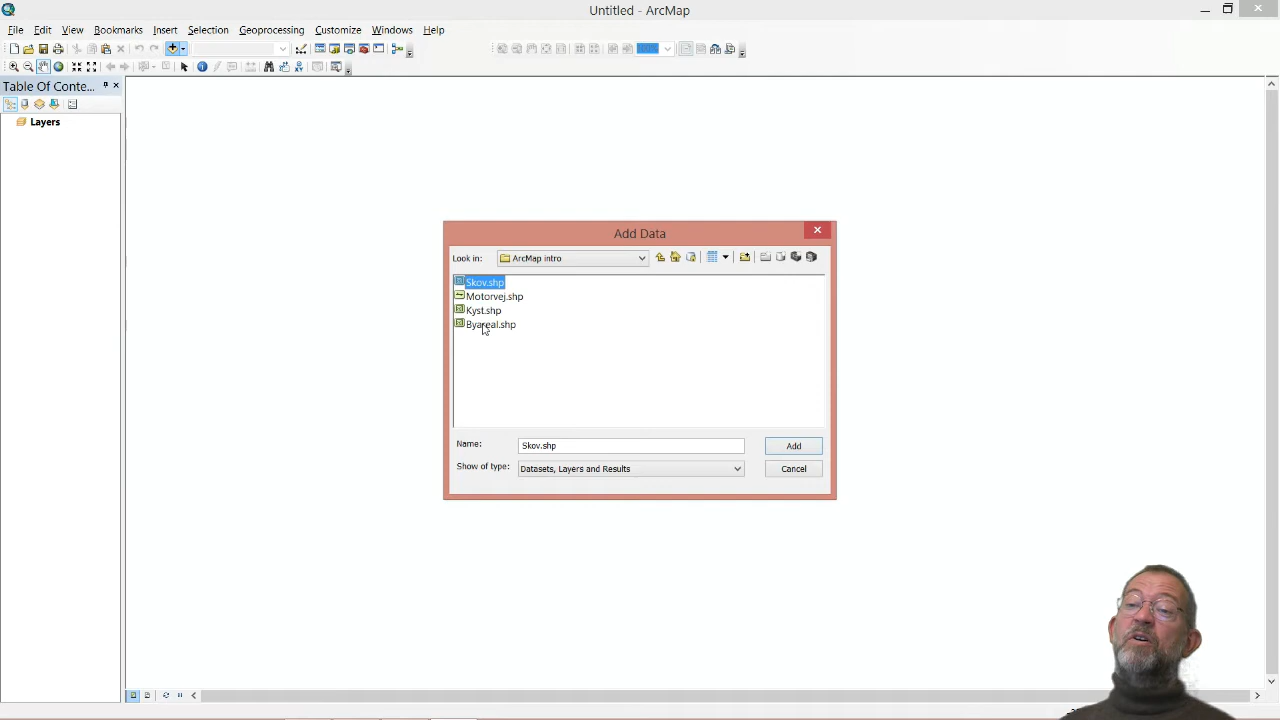 Untitled - ArcMap
File Edit View Bookmarks Insert Selection Geoprocessing Customize Windows Help
100%
Table Of Conte...
Layers
Add Data
Look in: ArcMap intro
Skov.shp
Motorvej.shp
Kyst.shp
Byareal.shp
Name: Skov.shp
Add
Show of type: Datasets, Layers and Results
Cancel